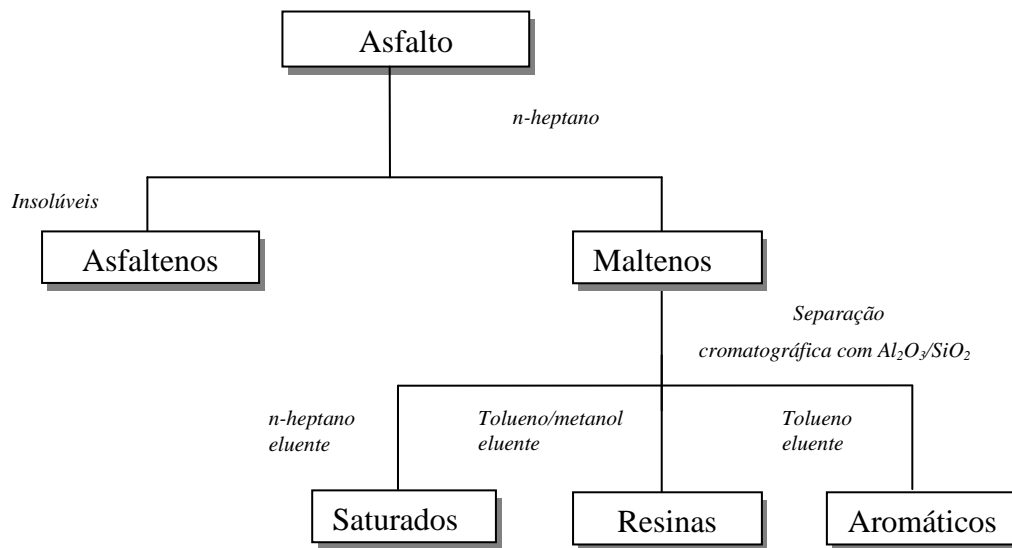 Asfalto
n-heptano
Insolúveis
Asfaltenos
Maltenos
Separação
cromatográfica com Al₂O₃/SiO₂
n-heptano
eluente
Tolueno/metanol
eluente
Tolueno
eluente
Saturados
Resinas
Aromáticos